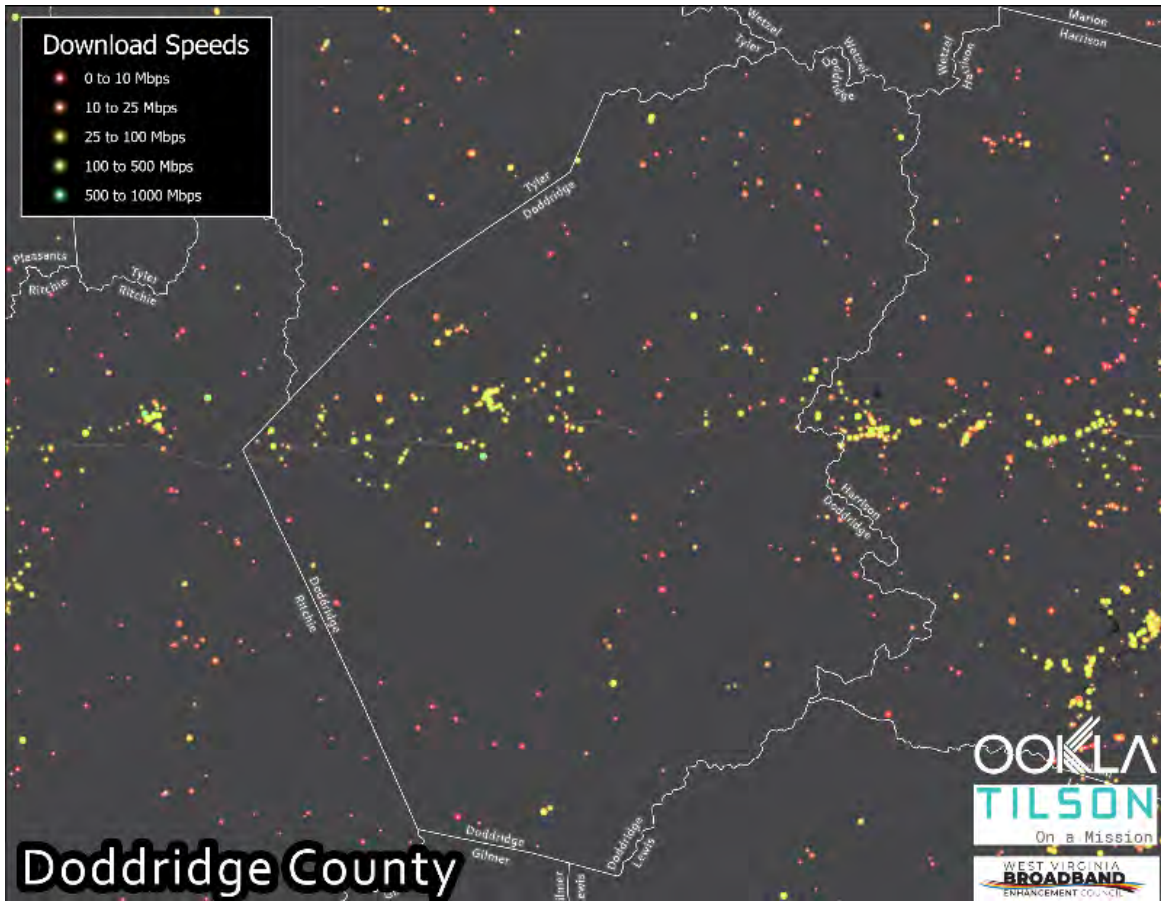 Download Speeds
0 to 10 Mbps
10 to 25 Mbps
25 to 100 Mbps
100 to 500 Mbps
500 to 1000 Mbps
Wetzel
Tyler
Wetzel
Doddridge
Wetzel
Harrison
Marion
Harrison
Tyler
Doddridge
Pleasants
Ritchie
Tyler
Ritchie
Harrison
Doddridge
Doddridge
Ritchie
Doddridge
Gilmer
Doddridge
Lewis
Lewis
OOKLA
TILSON
On a Mission
WEST VIRGINIA
BROADBAND
ENHANCEMENT COUNCIL
Doddridge County